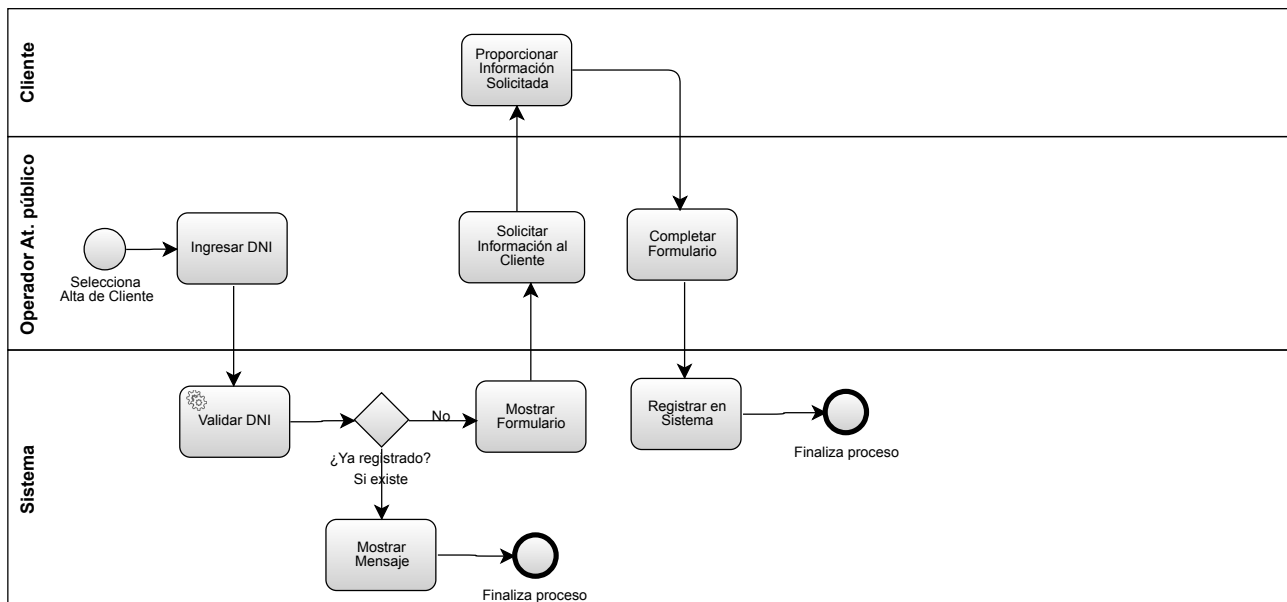 Cliente
Proporcionar
Información
Solicitada
Operador At. público
Selecciona
Alta de Cliente
Ingresar DNI
Solicitar
Información al
Cliente
Completar
Formulario
Sistema
Validar DNI
¿Ya registrado?
No
Si existe
Mostrar
Formulario
Registrar en
Sistema
Finaliza proceso
Mostrar
Mensaje
Finaliza proceso